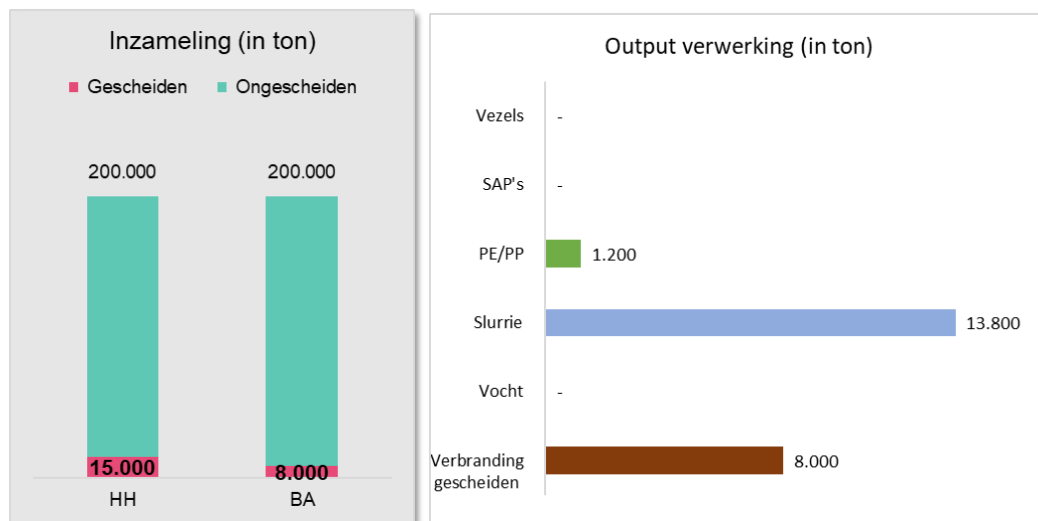 Inzameling (in ton)
Gescheiden
Ongescheiden
200.000
200.000
15.000
8.000
HH
BA
Output verwerking (in ton)
Vezels
-
SAP's
-
PE/PP
1.200
Slurrie
13.800
Vocht
-
Verbranding
gescheiden
8.000